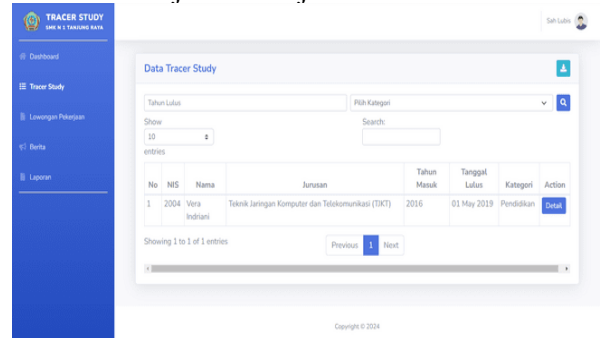 TRACER STUDY
SMK N 1 TANJUNG RAYA
Sah Lubis
Dashboard
Tracer Study
Lowongan Pekerjaan
Berita
Laporan
Data Tracer Study
Tahun Lulus
Pilih Kategori
Show
10
entries
Search:
No NIS Nama Jurusan Tahun Masuk Tanggal Lulus Kategori Action
1 2004 Vera Indriani Teknik Jaringan Komputer dan Telekomunikasi (TJKT) 2016 01 May 2019 Pendidikan Detail
Showing 1 to 1 of 1 entries
Previous 1 Next
Copyright © 2024